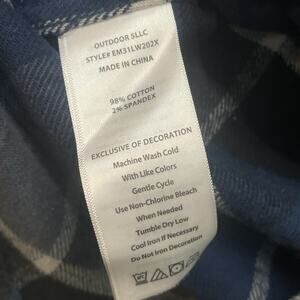 OUTDOOR 5LLC
STYLE# EM31LW202X
MADE IN CHINA
98% COTTON
2% SPANDEX
EXCLUSIVE OF DECORATION
Machine Wash Cold
With Like Colors
Gentle Cycle
Use Non-Chlorine Bleach
When Needed
Tumble Dry Low
Cool Iron if Necessary
Do Not Iron Decoration